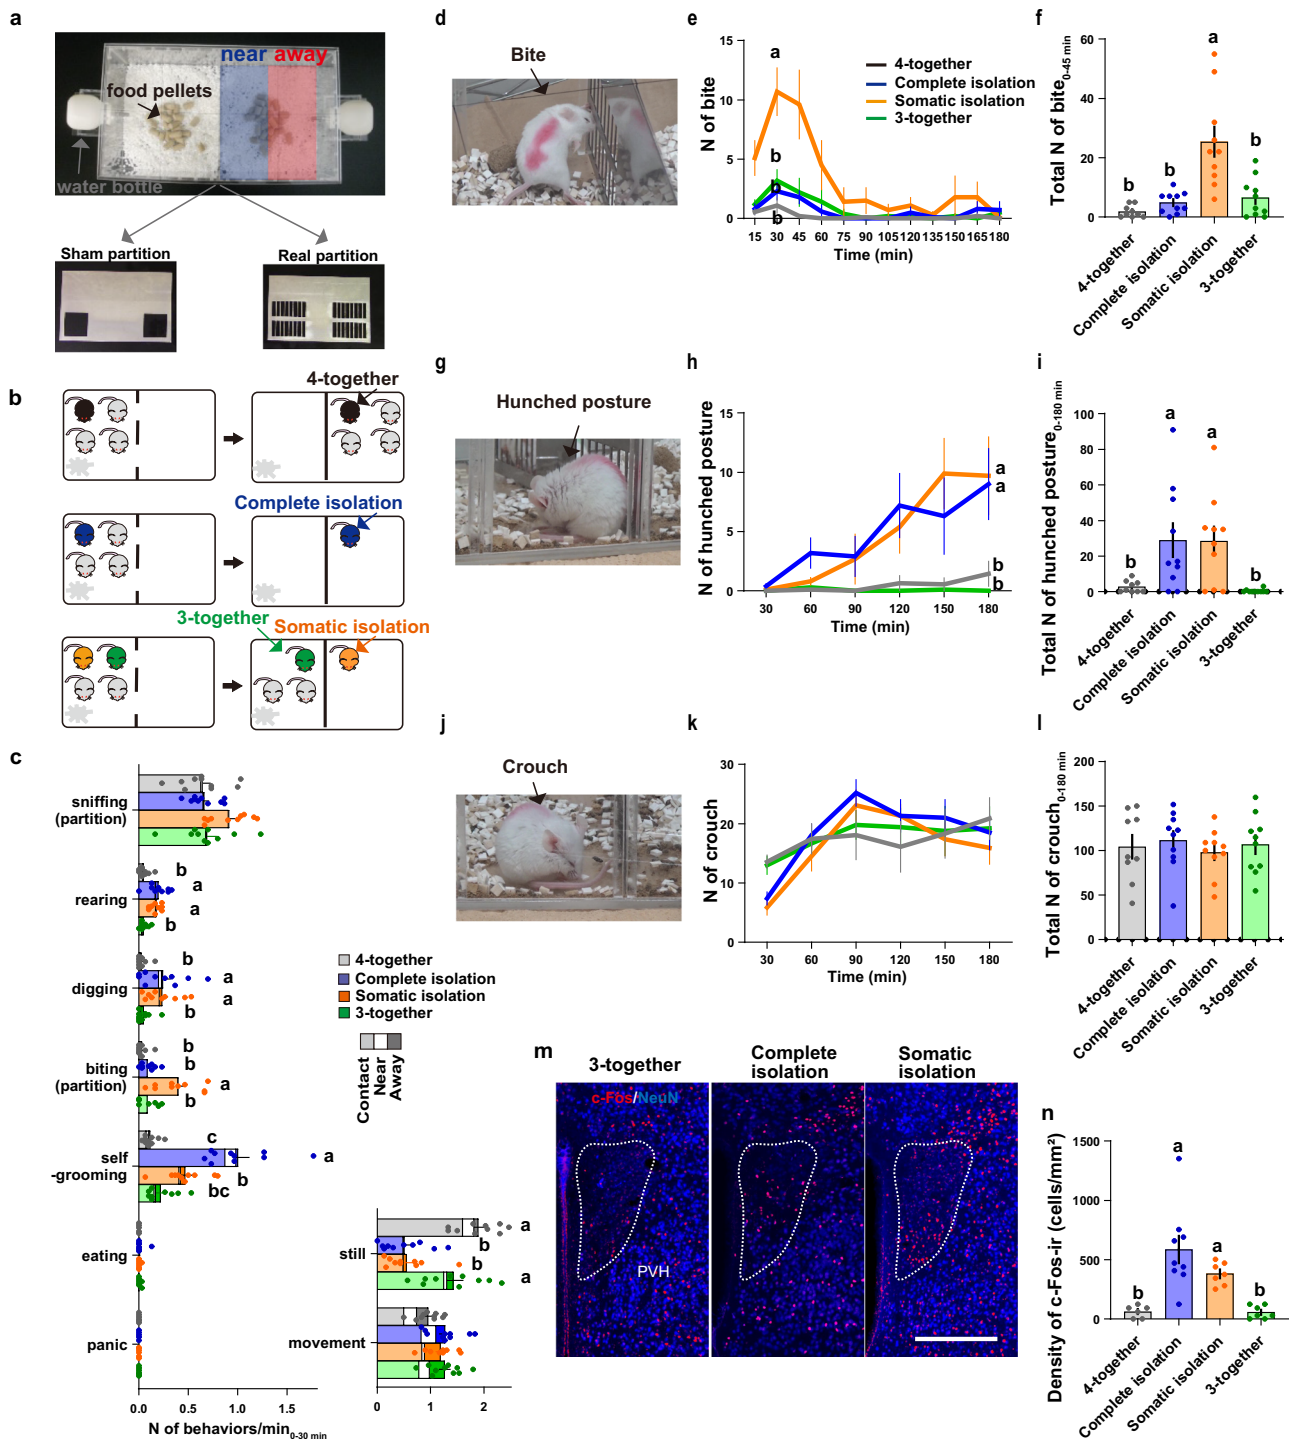 a
near away
food pellets
water bottle
Sham partition
Real partition
b
4-together
Complete isolation
3-together
Somatic isolation
c
sniffing
(partition)
rearing
b
a
a
b
digging
b
a
a
b
biting
(partition)
b
b
a
b
self
-grooming
c
a
b
bc
eating
panic
0 0.5 1.0 1.5
N of behaviors/min0-30 min
4-together
Complete isolation
Somatic isolation
3-together
Contact
Near
Away
still
a
b
b
a
movement
0 1 2
d
Bite
e
N of bite
15
10
5
0
a
b
b
b
4-together
Complete isolation
Somatic isolation
3-together
15 30 45 60 75 90 105 120 135 150 165 180
Time (min)
f
Total N of bite0-45 min
60
40
20
0
b
b
a
b
4-together
Complete isolation
Somatic isolation
3-together
g
Hunched posture
h
N of hunched posture
15
10
5
0
a
a
b
b
30 60 90 120 150 180
Time (min)
i
Total N of hunched posture0-180 min
100
80
60
40
20
0
b
a
a
b
4-together
Complete isolation
Somatic isolation
3-together
j
Crouch
k
N of crouch
30
20
10
0
30 60 90 120 150 180
Time (min)
l
Total N of crouch0-180 min
200
150
100
50
0
4-together
Complete isolation
Somatic isolation
3-together
m
3-together
Complete
isolation
Somatic
isolation
c-Fos/NeuN
PVH
n
Density of c-Fos-ir (cells/mm²)
1500
1000
500
0
b
a
a
b
4-together
Complete isolation
Somatic isolation
3-together